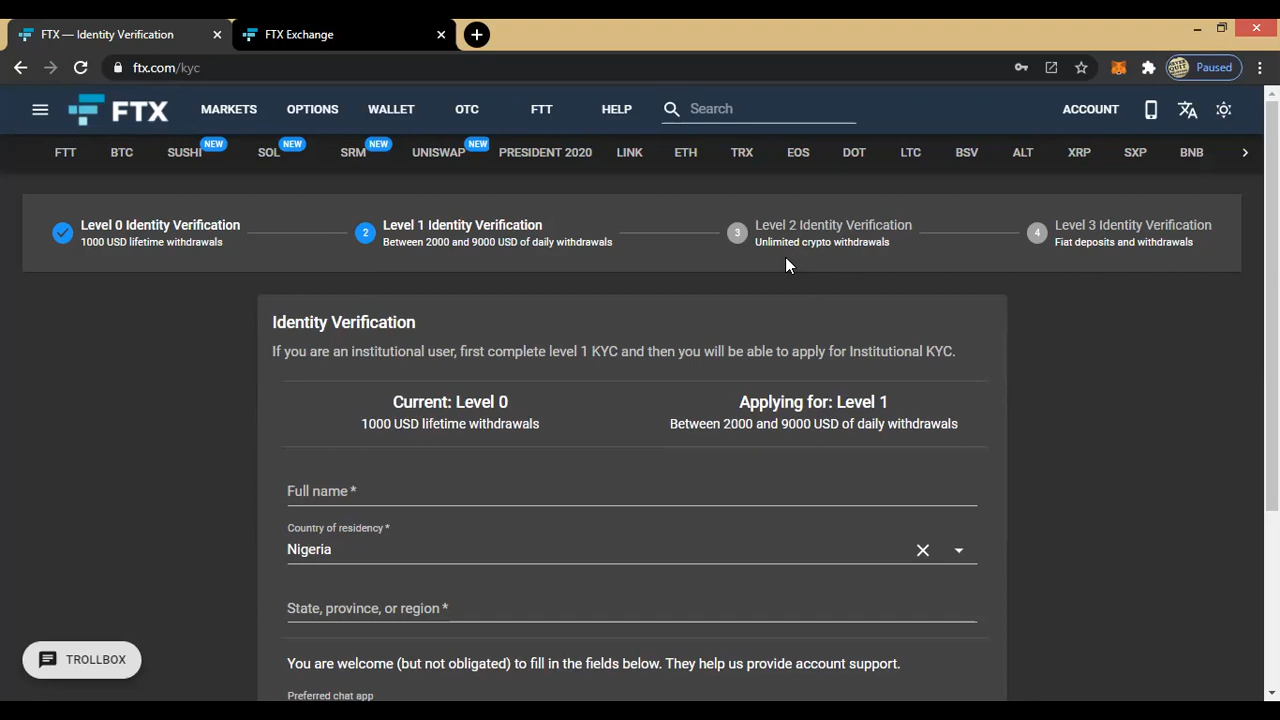 FTX — Identity Verification
FTX Exchange
ftx.com/kyc
Paused
FTX
MARKETS OPTIONS WALLET OTC FTT HELP Search ACCOUNT
FTT BTC SUSHI NEW SOL NEW SRM NEW UNISWAP NEW PRESIDENT 2020 LINK ETH TRX EOS DOT LTC BSV ALT XRP SXP BNB
Level 0 Identity Verification
1000 USD lifetime withdrawals
2
Level 1 Identity Verification
Between 2000 and 9000 USD of daily withdrawals
3
Level 2 Identity Verification
Unlimited crypto withdrawals
4
Level 3 Identity Verification
Fiat deposits and withdrawals
Identity Verification
If you are an institutional user, first complete level 1 KYC and then you will be able to apply for Institutional KYC.
Current: Level 0
1000 USD lifetime withdrawals
Applying for: Level 1
Between 2000 and 9000 USD of daily withdrawals
Full name *
Country of residency *
Nigeria
State, province, or region *
You are welcome (but not obligated) to fill in the fields below. They help us provide account support.
Preferred chat app
TROLLBOX